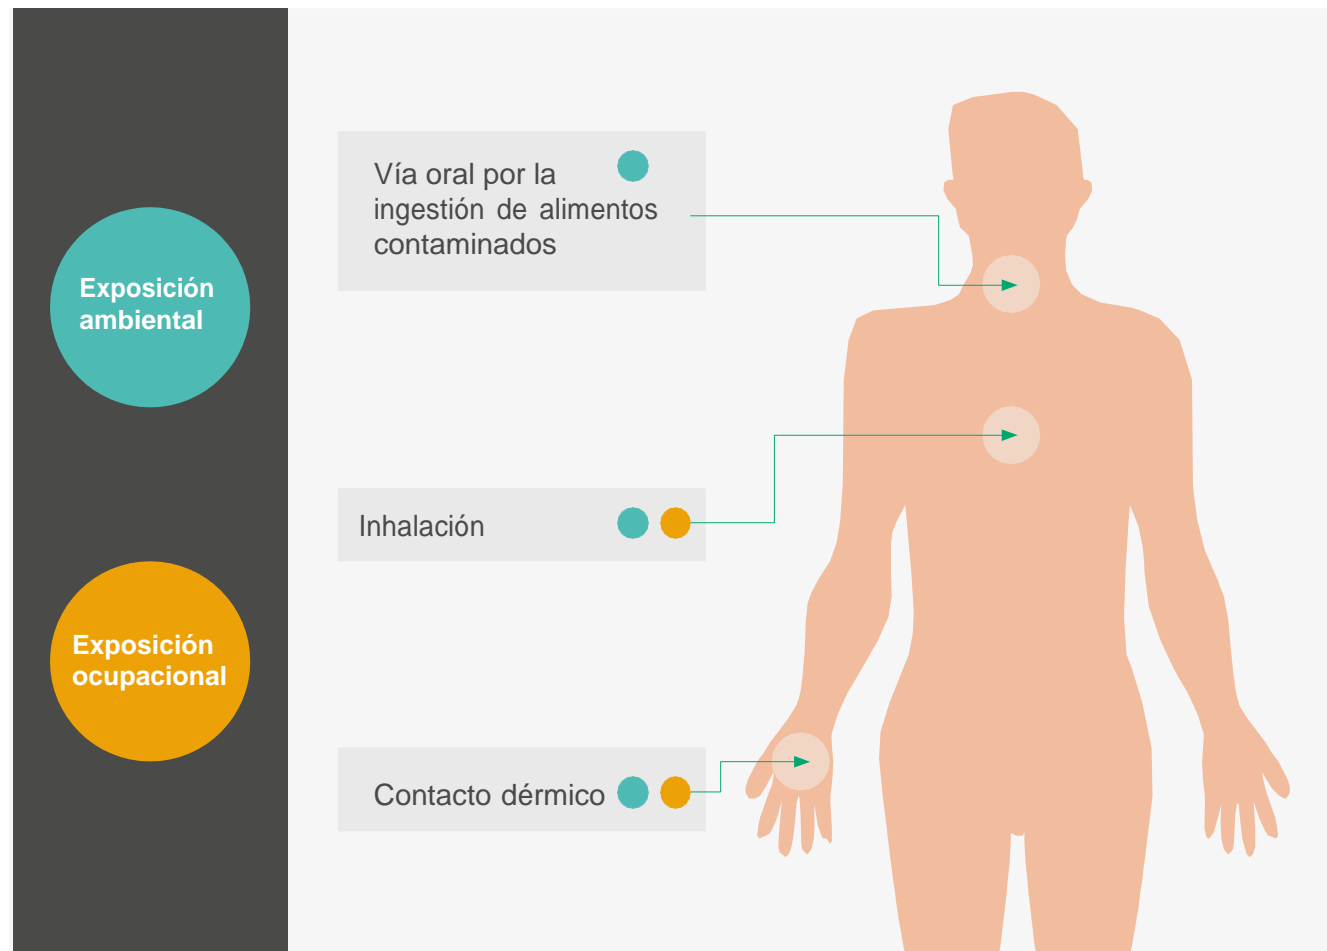 Exposición
ambiental
Exposición
ocupacional
Vía oral por la
ingestión de alimentos
contaminados
Inhalación
Contacto dérmico